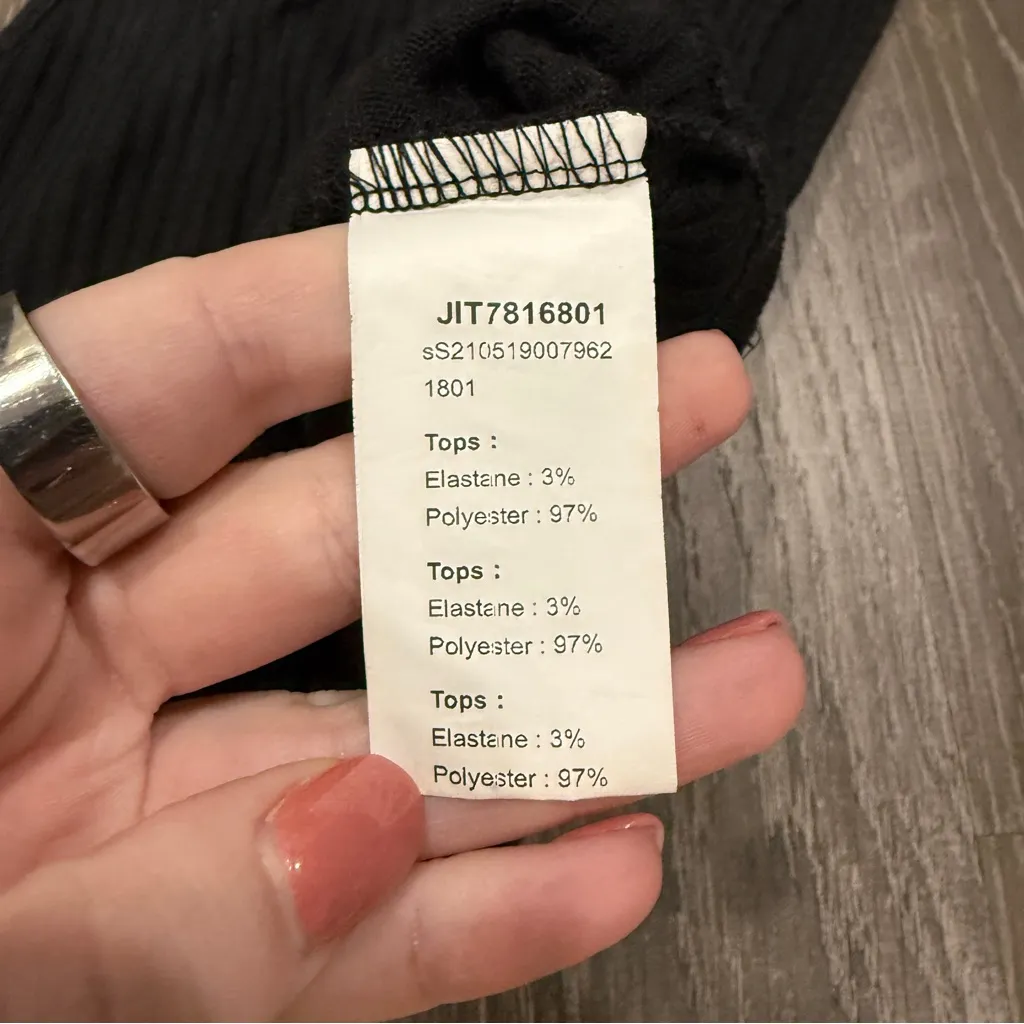 JIT7816801
sS210519007962
1801
Tops :
Elastane : 3%
Polyester : 97%
Tops :
Elastane : 3%
Polyester : 97%
Tops :
Elastane : 3%
Polyester : 97%